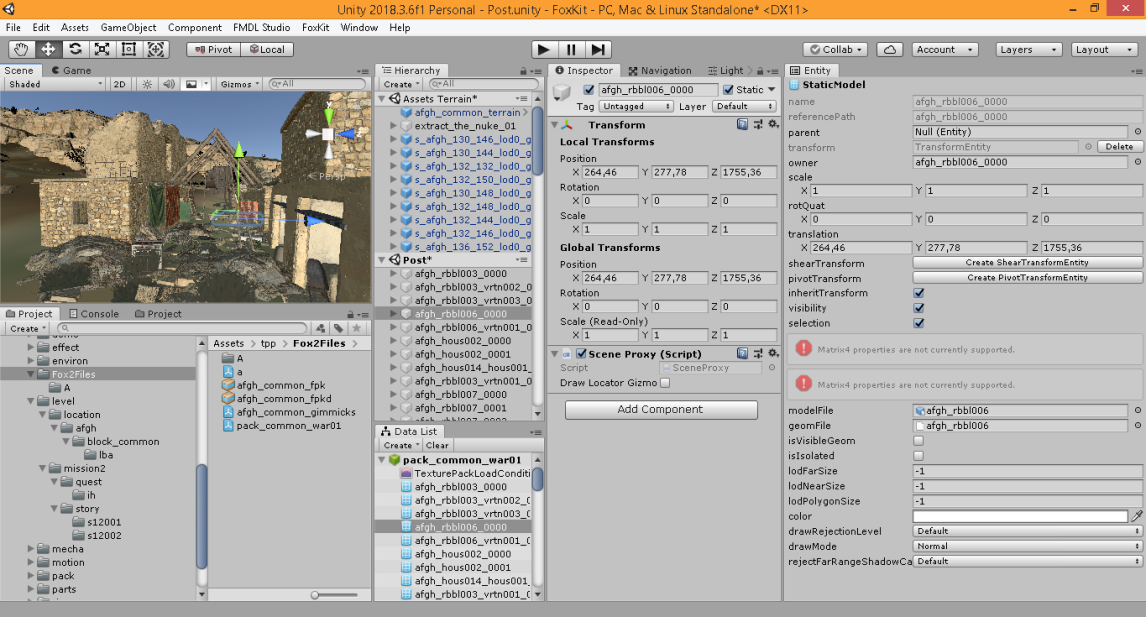 Unity 2018.3.6f1 Personal - Post.unity - FoxKit - PC, Mac & Linux Standalone* <DX11>
File Edit Assets GameObject Component FMDL Studio FoxKit Window Help
Pivot Local Collab Account Layers Layout
Scene Game
Shaded 2D Gizmos All
Persp
y
Hierarchy
Create All
Assets Terrain*
afgh_common_terrain
extract_the_nuke_01
s_afgh_130_146_lod0_g
s_afgh_130_144_lod0_g
s_afgh_132_132_lod0_g
s_afgh_132_150_lod0_g
s_afgh_130_148_lod0_g
s_afgh_132_148_lod0_g
s_afgh_132_144_lod0_g
s_afgh_132_146_lod0_g
s_afgh_136_152_lod0_g
Post*
afgh_rbbl003_0000
afgh_rbbl003_vrtn002_0
afgh_rbbl003_vrtn003_0
afgh_rbbl006_0000
afgh_rbbl006_vrtn001_0
afgh_hous002_0000
afgh_hous002_0001
afgh_hous014_hous001_
afgh_rbbl003_vrtn001_0
afgh_rbbl007_0000
afgh_rbbl007_0001
Project Console Project
Create
effect
environ
Fox2Files
A
level
location
afgh
block_common
lba
mission2
quest
ih
story
s12001
s12002
mecha
motion
pack
parts
Assets tpp Fox2Files
A
a
afgh_common_fpk
afgh_common_fpkd
afgh_common_gimmicks
pack_common_war01
Data List
Create Clear
pack_common_war01
TexturePackLoadConditi
afgh_rbbl003_0000
afgh_rbbl003_vrtn002_0
afgh_rbbl003_vrtn003_0
afgh_rbbl006_0000
afgh_rbbl006_vrtn001_0
afgh_hous002_0000
afgh_hous002_0001
afgh_hous014_hous001_
afgh_rbbl003_vrtn001_0
Inspector Navigation Light
afgh_rbbl006_0000 Static
Tag Untagged Layer Default
Transform
Local Transforms
Position
X 264,46 Y 277,78 Z 1755,36
Rotation
X 0 Y 0 Z 0
Scale
X 1 Y 1 Z 1
Global Transforms
Position
X 264,46 Y 277,78 Z 1755,36
Rotation
X 0 Y 0 Z 0
Scale (Read-Only)
X 1 Y 1 Z 1
Scene Proxy (Script)
Script SceneProxy
Draw Locator Gizmo
Add Component
Entity
StaticModel
name afgh_rbbl006_0000
referencePath afgh_rbbl006_0000
parent Null (Entity)
transform TransformEntity Delete
owner afgh_rbbl006_0000
scale
X 1 Y 1 Z 1
rotQuat
X 0 Y 0 Z 0
translation
X 264,46 Y 277,78 Z 1755,36
shearTransform Create ShearTransformEntity
pivotTransform Create PivotTransformEntity
inheritTransform
visibility
selection
Matrix4 properties are not currently supported.
Matrix4 properties are not currently supported.
modelFile afgh_rbbl006
geomFile afgh_rbbl006
isVisibleGeom
isIsolated
lodFarSize -1
lodNearSize -1
lodPolygonSize -1
color
drawRejectionLevel Default
drawMode Normal
rejectFarRangeShadowCa Default